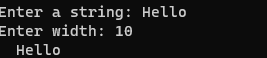 Enter a string: Hello
Enter width: 10
  Hello